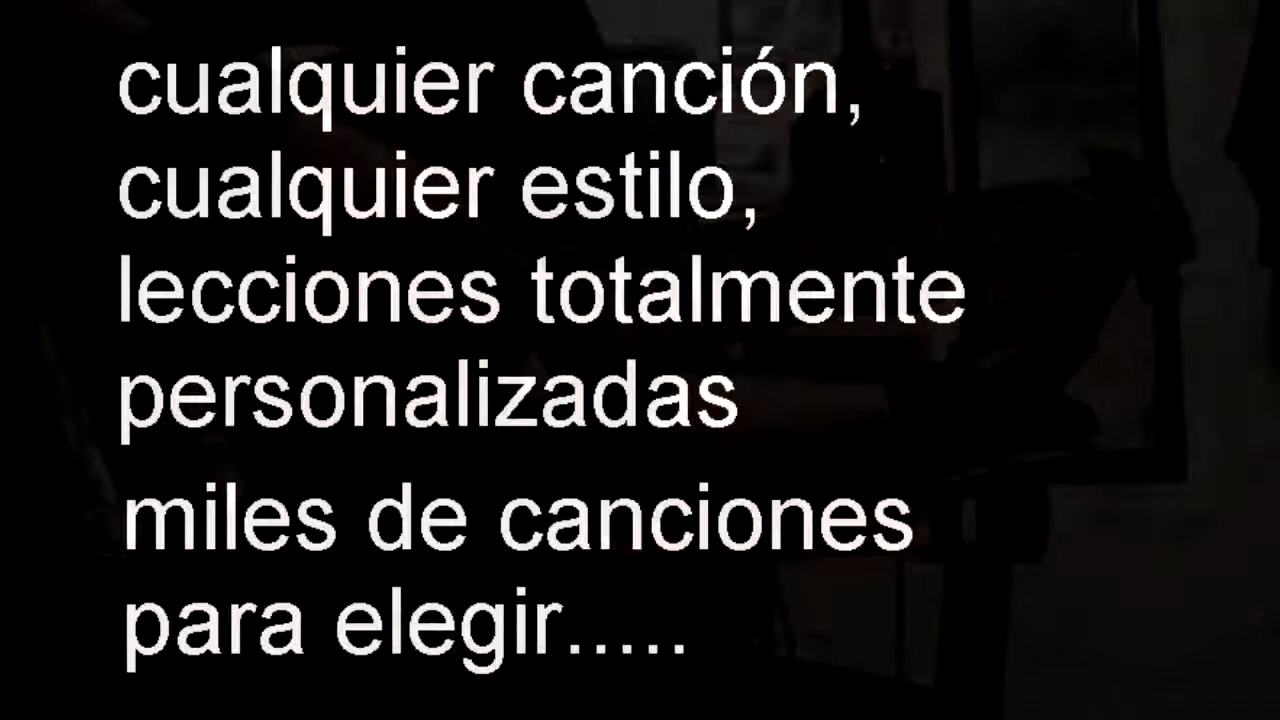 cualquier canción,
cualquier estilo,
lecciones totalmente
personalizadas
miles de canciones
para elegir.....